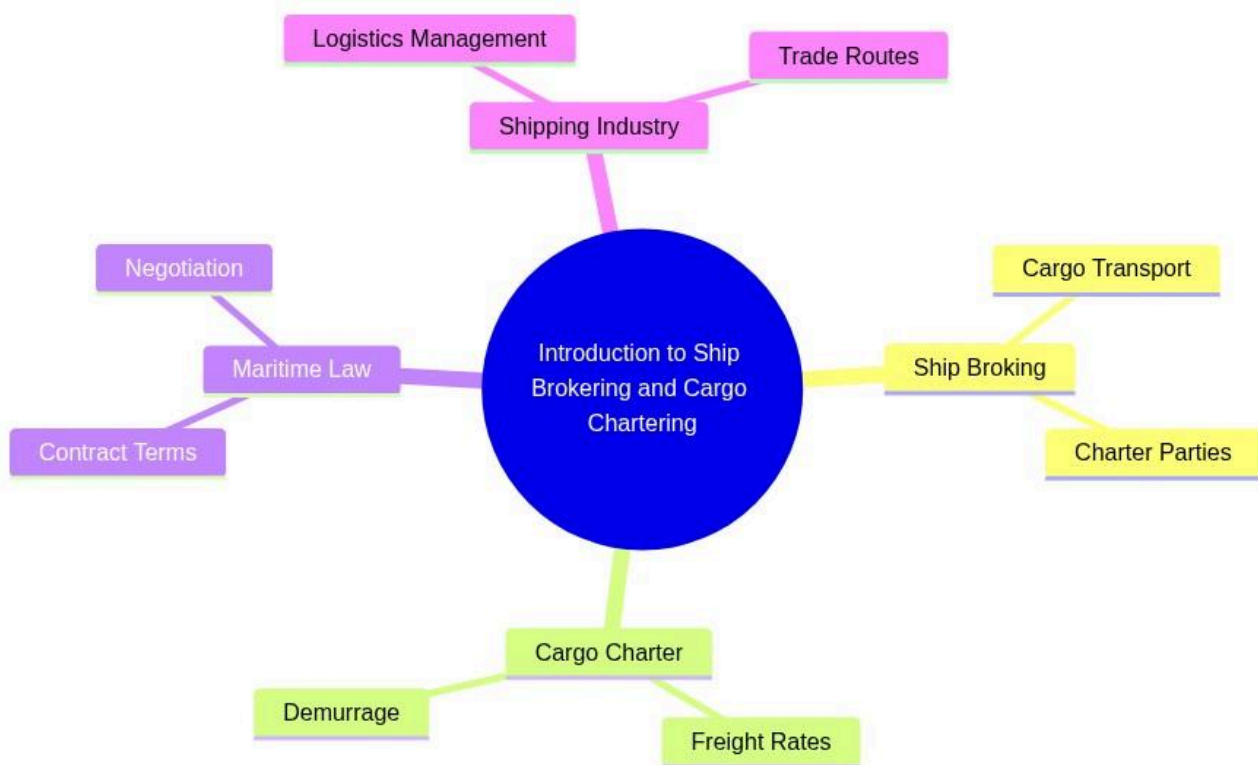 Logistics Management
Trade Routes
Shipping Industry
Negotiation
Cargo Transport
Maritime Law
Introduction to Ship
Brokering and Cargo
Chartering
Ship Broking
Contract Terms
Charter Parties
Cargo Charter
Demurrage
Freight Rates